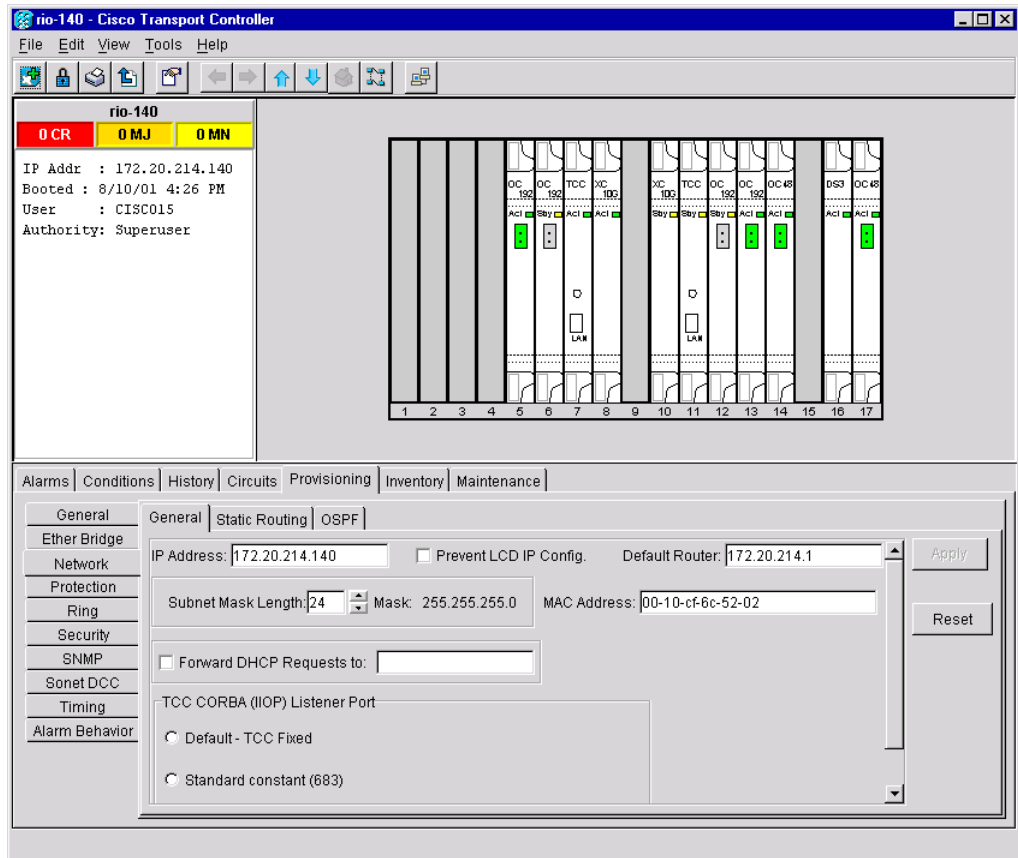 rio-140 - Cisco Transport Controller
File Edit View Tools Help
rio-140
0 CR 0 MJ 0 MN
IP Addr : 172.20.214.140
Booted : 8/10/01 4:26 PM
User : CISCO15
Authority: Superuser
OC 192 OC 192 TCC XC 10G XC 10G TCC OC 192 OC 192 OC48 DS3 OC48
Act Sby Act Act Sby Sby Sby Act Act Act Act
LAN LAN
1 2 3 4 5 6 7 8 9 10 11 12 13 14 15 16 17
Alarms Conditions History Circuits Provisioning Inventory Maintenance
General
Ether Bridge
Network
Protection
Ring
Security
SNMP
Sonet DCC
Timing
Alarm Behavior
General Static Routing OSPF
IP Address: 172.20.214.140 Prevent LCD IP Config. Default Router: 172.20.214.1
Subnet Mask Length: 24 Mask: 255.255.255.0 MAC Address: 00-10-cf-6c-52-02
Forward DHCP Requests to:
TCC CORBA (IIOP) Listener Port
Default - TCC Fixed
Standard constant (683)
Apply
Reset